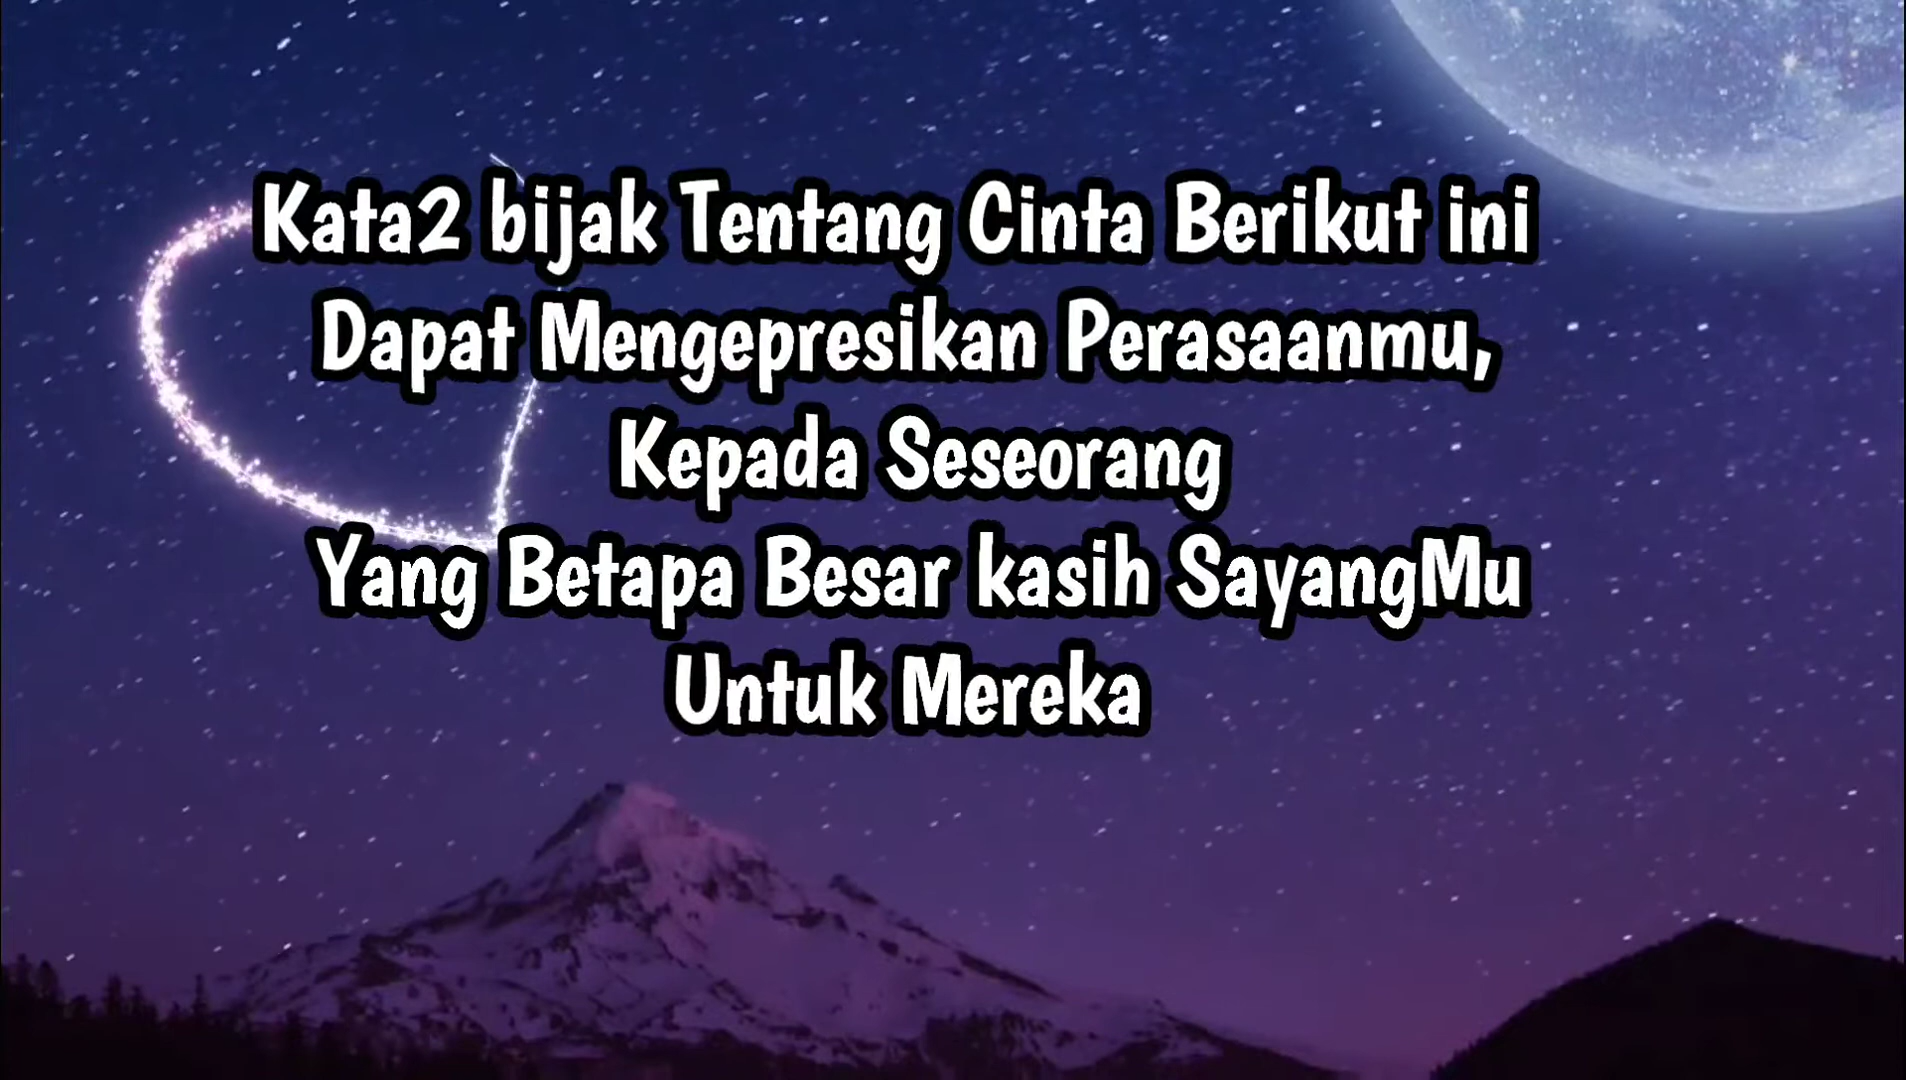 Kata2 bijak Tentang Cinta Berikut ini
Dapat Mengepresikan Perasaanmu,
Kepada Seseorang
Yang Betapa Besar kasih SayangMu
Untuk Mereka